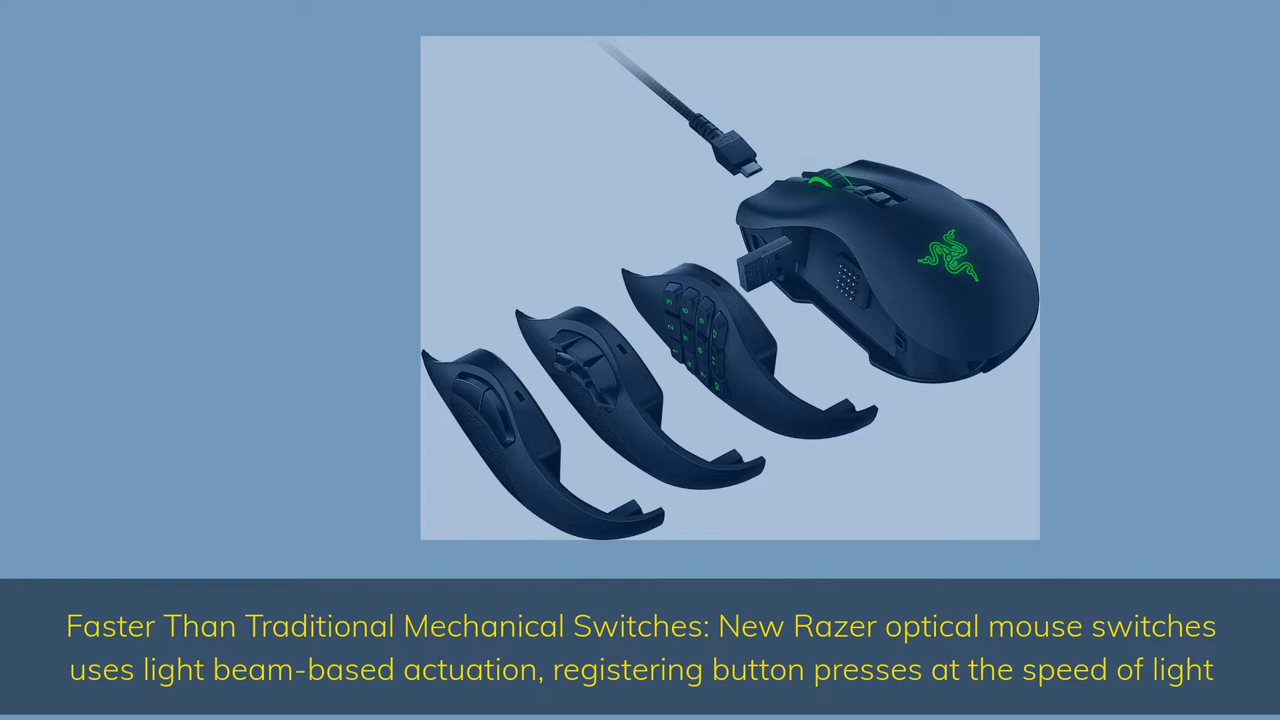 Faster Than Traditional Mechanical Switches: New Razer optical mouse switches
uses light beam-based actuation, registering button presses at the speed of light